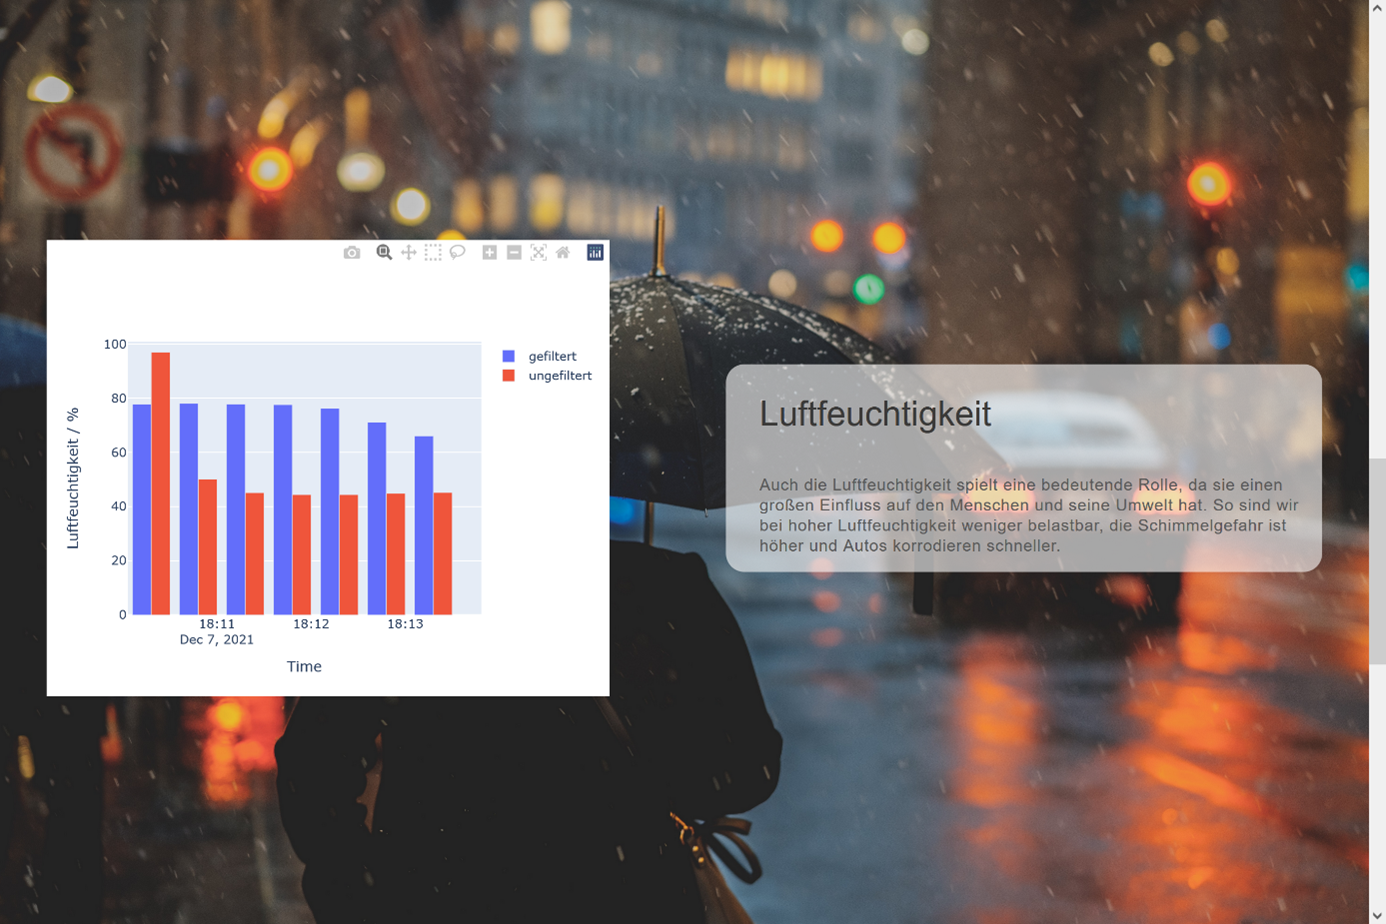 100
80
60
40
20
0
Luftfeuchtigkeit / %
18:11
18:12
18:13
Dec 7, 2021
Time
gefiltert
ungefiltert
Luftfeuchtigkeit
Auch die Luftfeuchtigkeit spielt eine bedeutende Rolle, da sie einen
großen Einfluss auf den Menschen und seine Umwelt hat. So sind wir
bei hoher Luftfeuchtigkeit weniger belastbar, die Schimmelgefahr ist
höher und Autos korrodieren schneller.